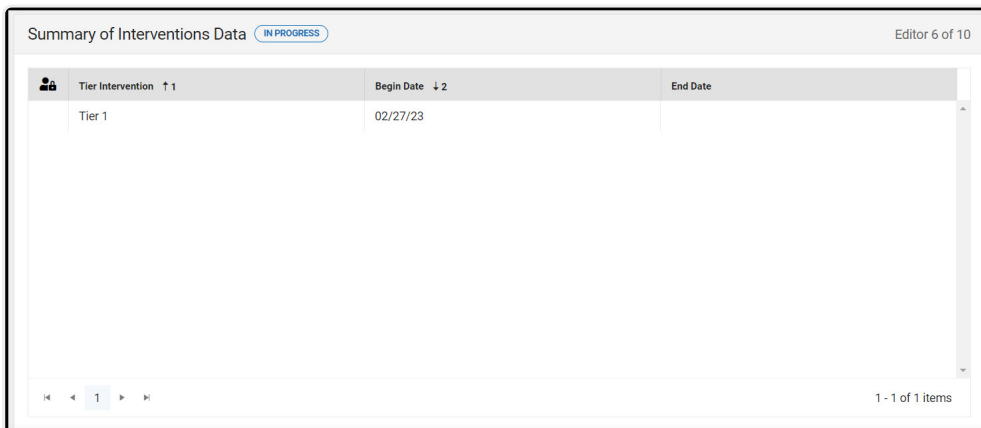 Summary of Interventions Data IN PROGRESS Editor 6 of 10
Tier Intervention ↑ 1 Begin Date ↓ 2 End Date
Tier 1 02/27/23
1 1 - 1 of 1 items